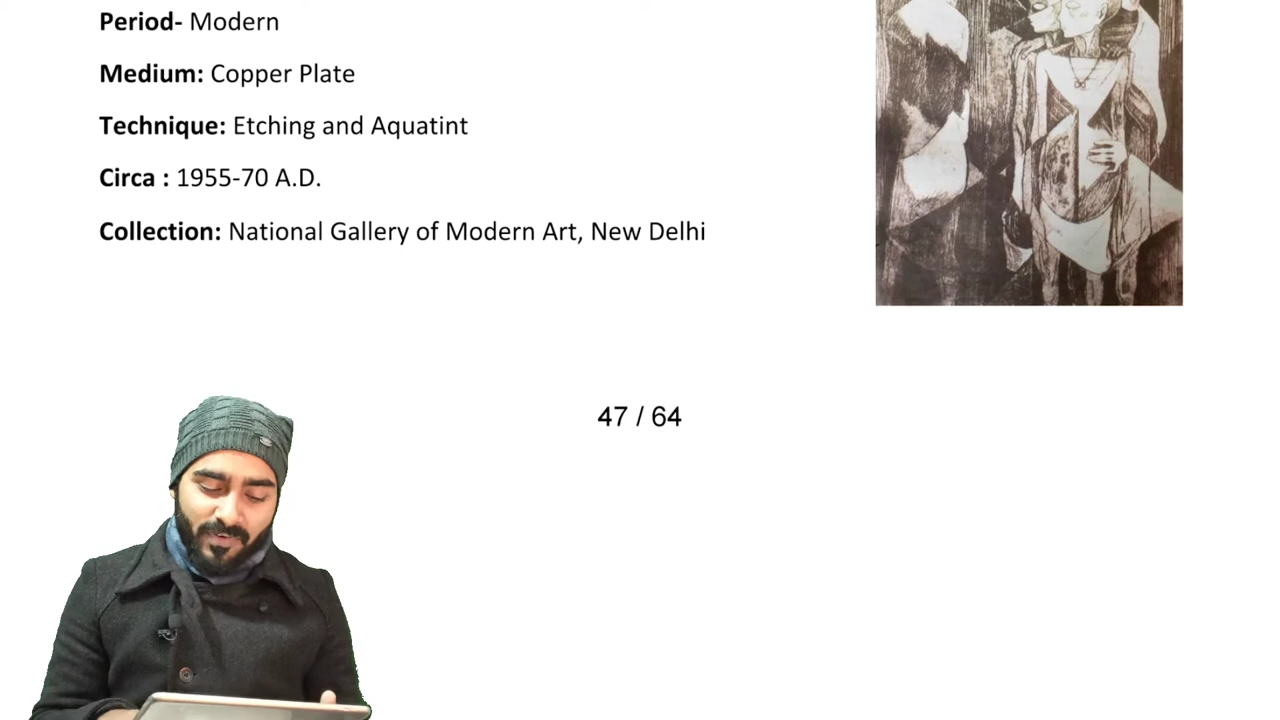 Period- Modern
Medium: Copper Plate
Technique: Etching and Aquatint
Circa : 1955-70 A.D.
Collection: National Gallery of Modern Art, New Delhi
47 / 64